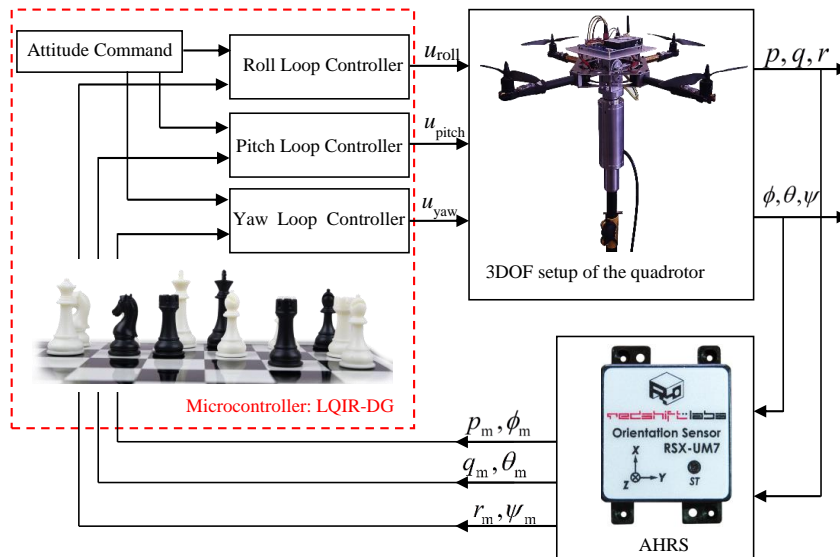 Attitude Command
Roll Loop Controller
Pitch Loop Controller
Yaw Loop Controller
u_roll
u_pitch
u_yaw
p, q, r
ϕ, θ, ψ
3DOF setup of the quadrotor
Microcontroller: LQIR-DG
p_m, ϕ_m
q_m, θ_m
r_m, ψ_m
redshift labs
Orientation Sensor
RSX-UM7
X
Z
Y
ST
AHRS